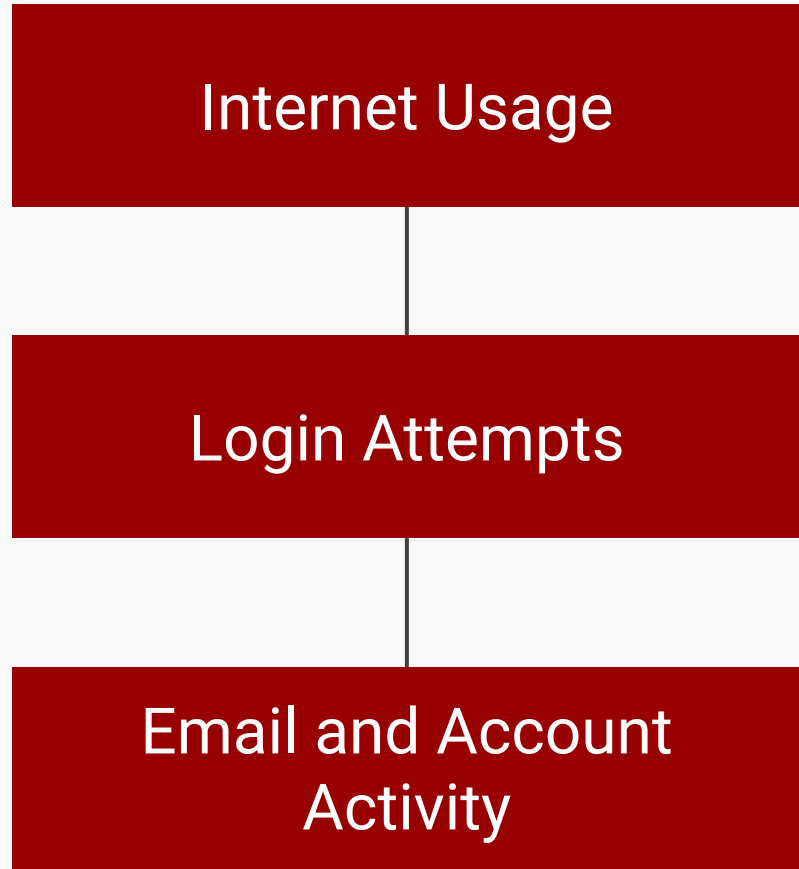 Internet Usage
Login Attempts
Email and Account
Activity